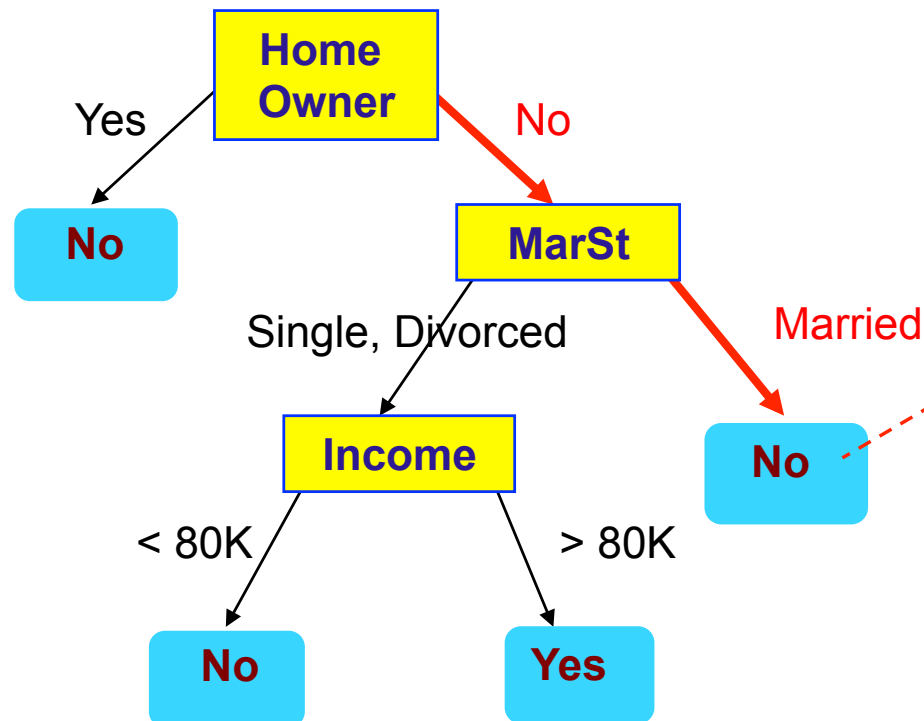 Home
Owner
Yes
No
No
MarSt
Single, Divorced
Married
Income
No
< 80K
> 80K
No
Yes